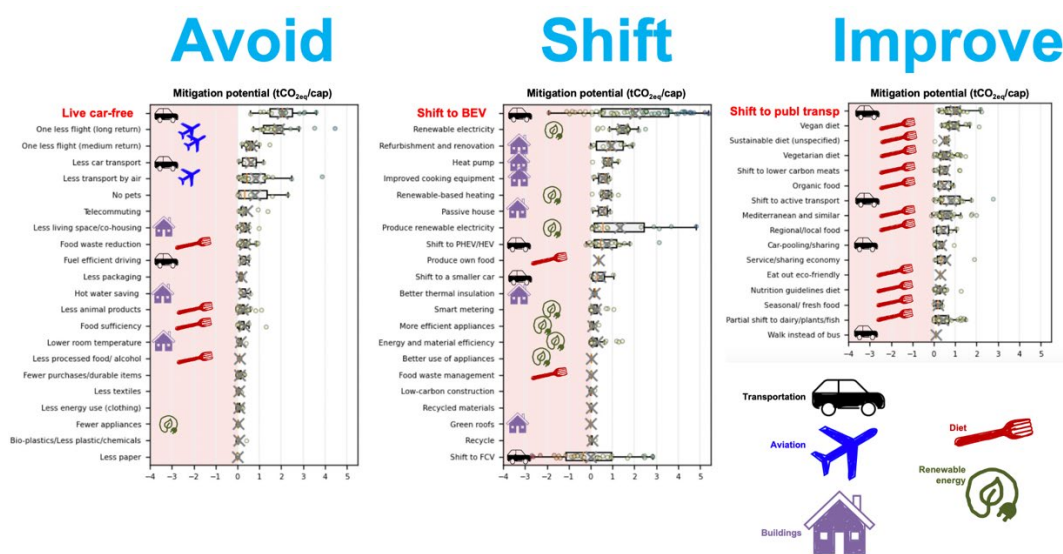 Avoid
Shift
Improve
Mitigation potential (tCO2eq/cap)
Live car-free
One less flight (long return)
One less flight (medium return)
Less car transport
Less transport by air
No pets
Telecommuting
Less living space/co-housing
Food waste reduction
Fuel efficient driving
Less packaging
Hot water saving
Less animal products
Food sufficiency
Lower room temperature
Less processed food/ alcohol
Fewer purchases/durable items
Less textiles
Less energy use (clothing)
Fewer appliances
Bio-plastics/Less plastic/chemicals
Less paper
−4 −3 −2 −1 0 1 2 3 4 5
Mitigation potential (tCO2eq/cap)
Shift to BEV
Renewable electricity
Refurbishment and renovation
Heat pump
Improved cooking equipment
Renewable-based heating
Passive house
Produce renewable electricity
Shift to PHEV/HEV
Produce own food
Shift to a smaller car
Better thermal insulation
Smart metering
More efficient appliances
Energy and material efficiency
Better use of appliances
Food waste management
Low-carbon construction
Recycled materials
Green roofs
Recycle
Shift to FCV
−4 −3 −2 −1 0 1 2 3 4 5
Mitigation potential (tCO2eq/cap)
Shift to publ transp
Vegan diet
Sustainable diet (unspecified)
Vegetarian diet
Shift to lower carbon meats
Organic food
Shift to active transport
Mediterranean and similar
Regional/local food
Car-pooling/sharing
Service/sharing economy
Eat out eco-friendly
Nutrition guidelines diet
Seasonal/ fresh food
Partial shift to dairy/plants/fish
Walk instead of bus
−4 −3 −2 −1 0 1 2 3 4 5
Transportation
Aviation
Buildings
Diet
Renewable
energy